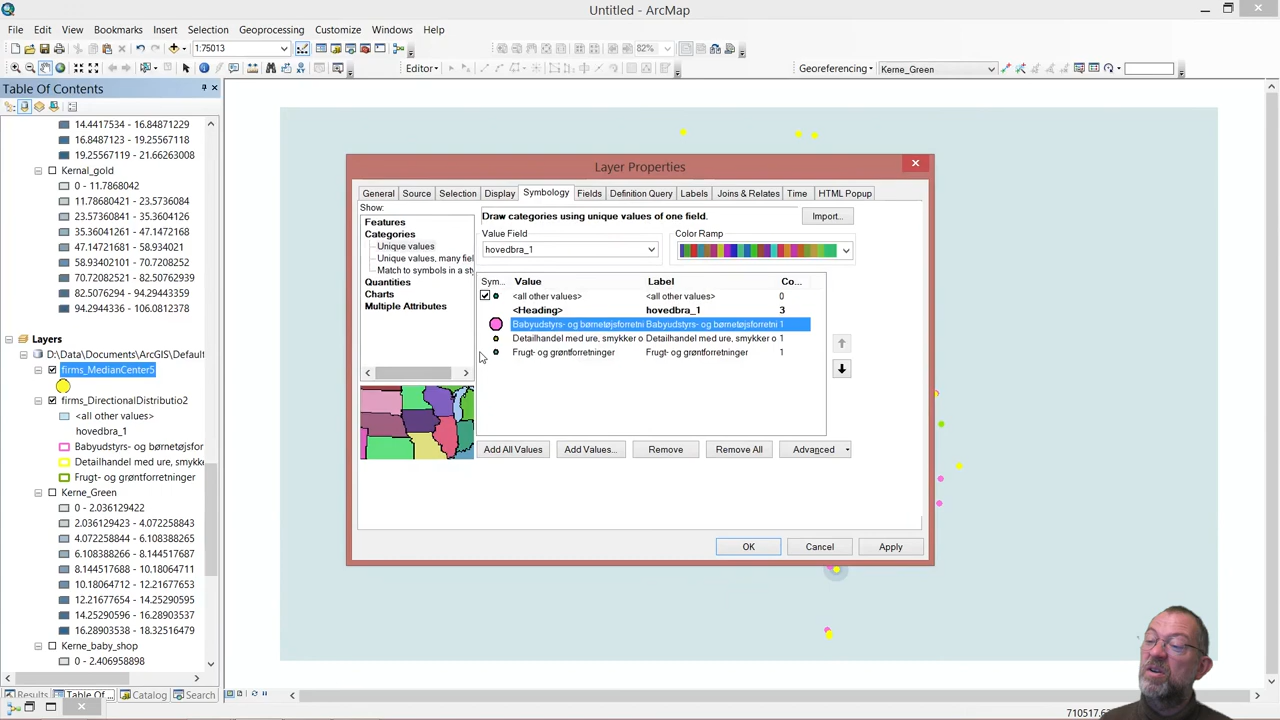 Untitled - ArcMap
File Edit View Bookmarks Insert Selection Geoprocessing Customize Windows Help
1:75013
82%
Editor
Georeferencing
Kerne_Green
Table Of Contents
14.4417534 - 16.84871229
16.8487123 - 19.25567118
19.25567119 - 21.66263008
Kernal_gold
0 - 11.7868042
11.78680421 - 23.5736084
23.57360841 - 35.3604126
35.36041261 - 47.1472168
47.14721681 - 58.934021
58.93402101 - 70.7208252
70.72082521 - 82.50762939
82.5076294 - 94.29443359
94.2944336 - 106.0812378
Layers
D:\Data\Documents\ArcGIS\Default
firms_MedianCenter5
firms_DirectionalDistributio2
<all other values>
hovedbra_1
Babyudstyrs- og børnetøjsfor
Detailhandel med ure, smykke
Frugt- og grøntforretninger
Kerne_Green
0 - 2.036129422
2.036129423 - 4.072258843
4.072258844 - 6.108388265
6.108388266 - 8.144517687
8.144517688 - 10.18064711
10.18064712 - 12.21677653
12.21677654 - 14.25290595
14.25290596 - 16.28903537
16.28903538 - 18.32516479
Kerne_baby_shop
0 - 2.406958898
Results Table Of Catalog Search
Layer Properties
General Source Selection Display Symbology Fields Definition Query Labels Joins & Relates Time HTML Popup
Show:
Features
Categories
Unique values
Unique values, many fiel
Match to symbols in a sty
Quantities
Charts
Multiple Attributes
Draw categories using unique values of one field.
Import...
Value Field
hovedbra_1
Color Ramp
Sym... Value Label Co...
<all other values> <all other values> 0
<Heading> hovedbra_1 3
Babyudstyrs- og børnetøjsforretni Babyudstyrs- og børnetøjsforretni 1
Detailhandel med ure, smykker o Detailhandel med ure, smykker o 1
Frugt- og grøntforretninger Frugt- og grøntforretninger 1
Add All Values Add Values... Remove Remove All Advanced
OK Cancel Apply